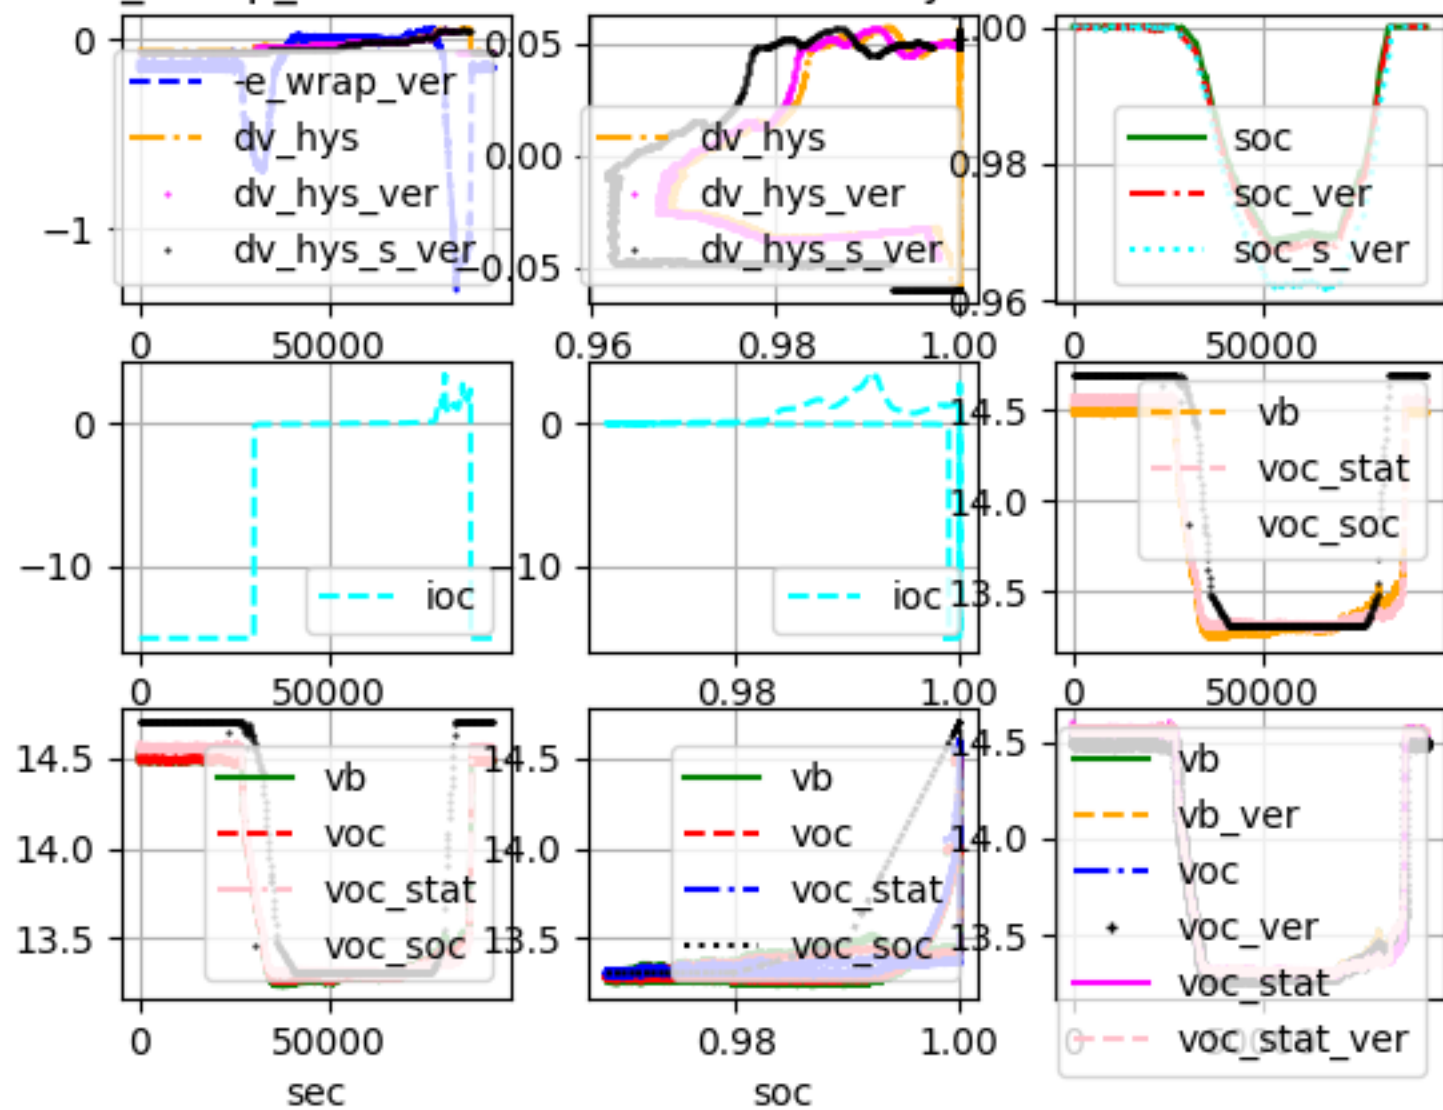 0
-e_wrap_ver
dv_hys
dv_hys_ver
dv_hys_s_ver
−1
0 50000
0.05
0.00
−0.05
dv_hys
dv_hys_ver
dv_hys_s_ver
0.96 0.98 1.00
1.00
0.98
0.96
soc
soc_ver
soc_s_ver
0 50000
0
−10
ioc
0 50000
0
−10
ioc
0.98 1.00
14.5
14.0
13.5
vb
voc_stat
voc_soc
0 50000
14.5
14.0
13.5
vb
voc
voc_stat
voc_soc
0 50000
sec
14.5
14.0
13.5
vb
voc
voc_stat
voc_soc
0.98 1.00
soc
14.5
14.0
13.5
vb
vb_ver
voc
voc_ver
voc_stat
voc_stat_ver
0 50000